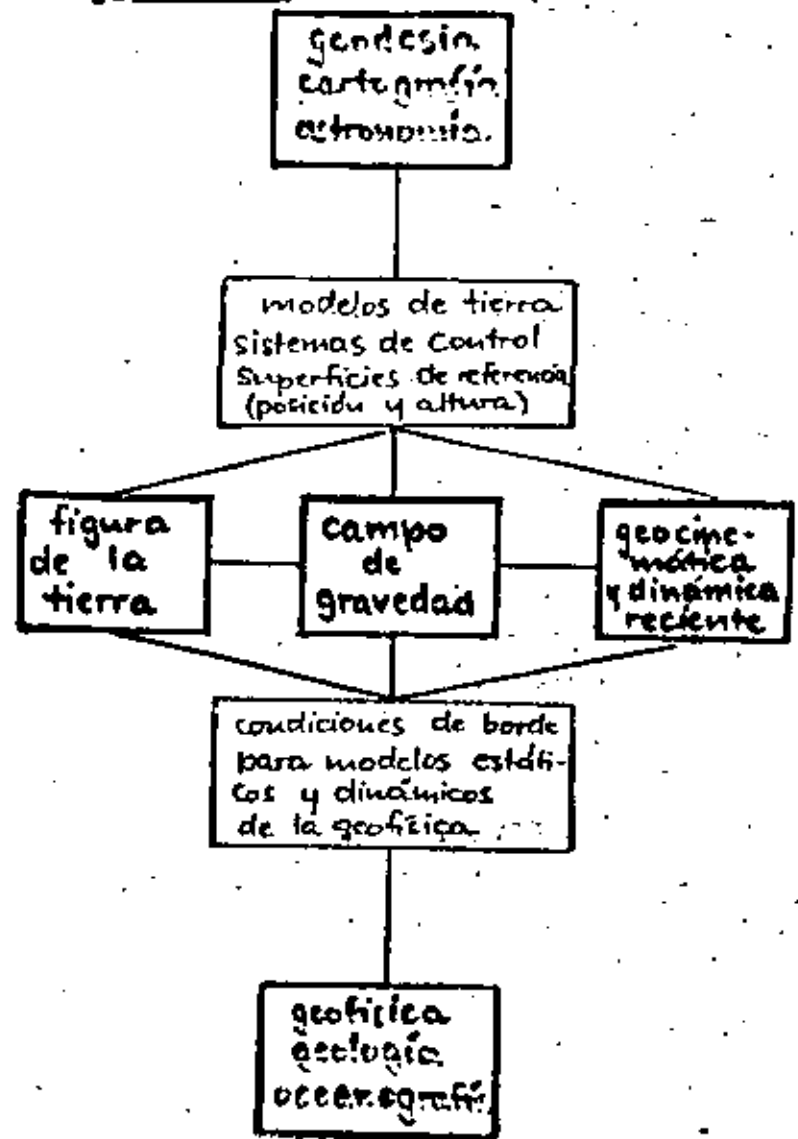 geodesia
cartografía
astronomía
modelos de tierra
sistemas de Control
Superficies de referencia
(posición y altura)
figura
de la
tierra
campo
de
gravedad
geocine-
mática
y dinámica
reciente
condiciones de borde
para modelos estáti-
cos y dinámicos
de la geofízica
geofísica
geología
oceanografía